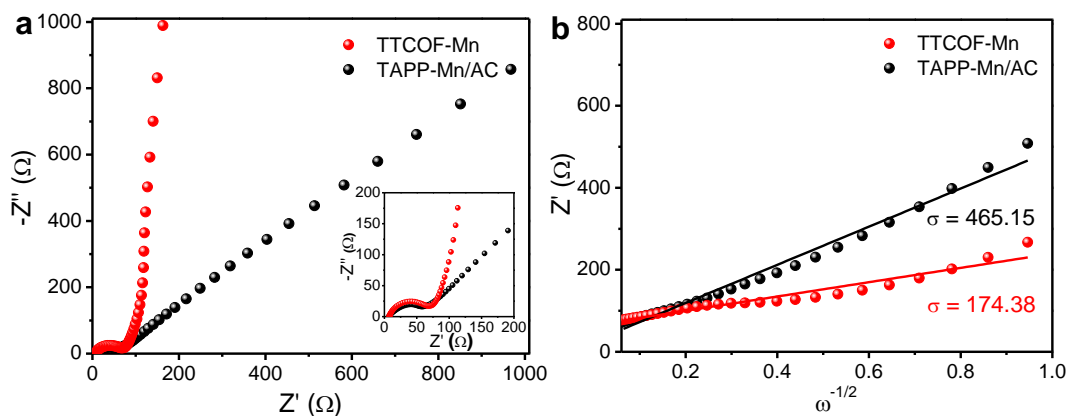 a
1000
800
600
400
200
0
-Z'' (Ω)
0 200 400 600 800 1000
Z' (Ω)
TTCOF-Mn
TAPP-Mn/AC
200
150
100
50
0
-Z'' (Ω)
0 50 100 150 200
Z' (Ω)
b
800
600
400
200
0
Z' (Ω)
0.2 0.4 0.6 0.8 1.0
ω^-1/2
TTCOF-Mn
TAPP-Mn/AC
σ = 465.15
σ = 174.38